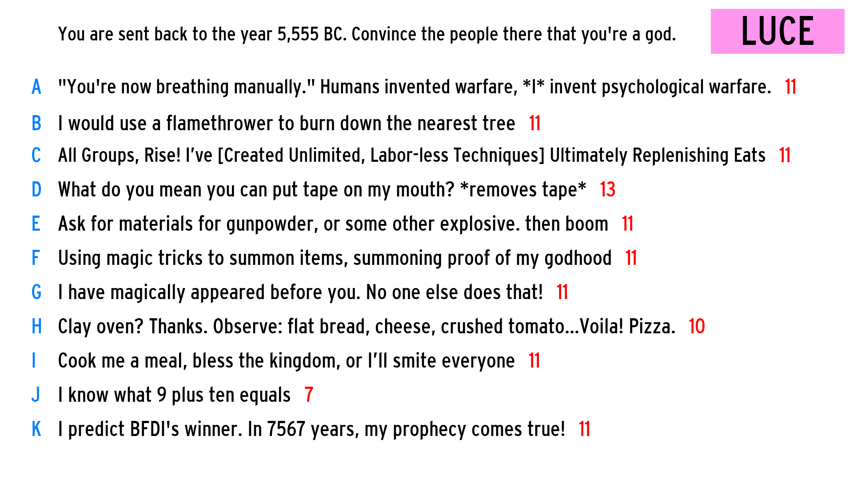 You are sent back to the year 5,555 BC. Convince the people there that you're a god.
LUCE
A "You're now breathing manually." Humans invented warfare, *I* invent psychological warfare. 11
B I would use a flamethrower to burn down the nearest tree 11
C All Groups, Rise! I've [Created Unlimited, Labor-less Techniques] Ultimately Replenishing Eats 11
D What do you mean you can put tape on my mouth? *removes tape* 13
E Ask for materials for gunpowder, or some other explosive. then boom 11
F Using magic tricks to summon items, summoning proof of my godhood 11
G I have magically appeared before you. No one else does that! 11
H Clay oven? Thanks. Observe: flat bread, cheese, crushed tomato...Voila! Pizza. 10
I Cook me a meal, bless the kingdom, or I'll smite everyone 11
J I know what 9 plus ten equals 7
K I predict BFDI's winner. In 7567 years, my prophecy comes true! 11